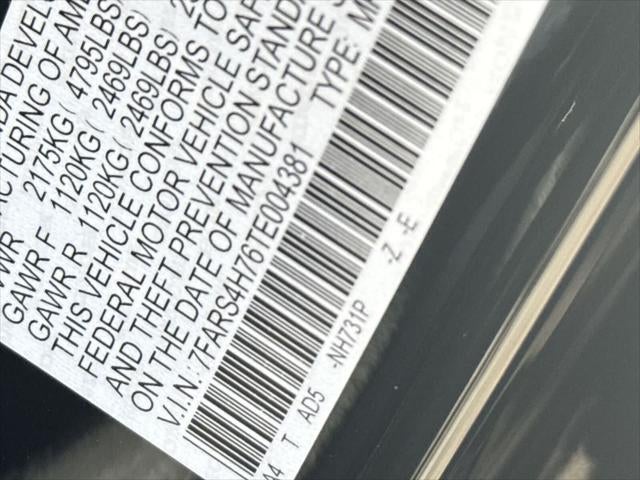 DA DEVEL
CTURING OF AM
WR 2175KG( 4795LBS
GAWR F 1120KG( 2469LBS)
GAWR R 1120KG( 2469LBS)
THIS VEHICLE CONFORMS TO
FEDERAL MOTOR VEHICLE SAF
AND THEFT PREVENTION STAND
ON THE DATE OF MANUFACTURE
V.I.N.: 7FARS4H76TE004381 TYPE: M
A4 T AD5 -NH731P -Z -E